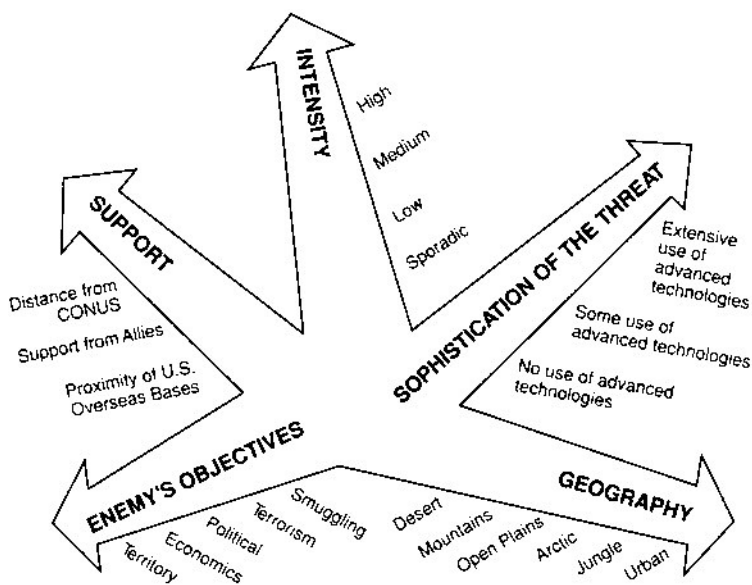 INTENSITY
High
Medium
Low
Sporadic
SUPPORT
Distance from
CONUS
Support from Allies
Proximity of U.S.
Overseas Bases
SOPHISTICATION OF THE THREAT
Extensive
use of
advanced
technologies
Some use of
advanced technologies
No use of advanced
technologies
ENEMY'S OBJECTIVES
Territory
Economics
Political
Terrorism
Smuggling
GEOGRAPHY
Desert
Mountains
Open Plains
Arctic
Jungle
Urban